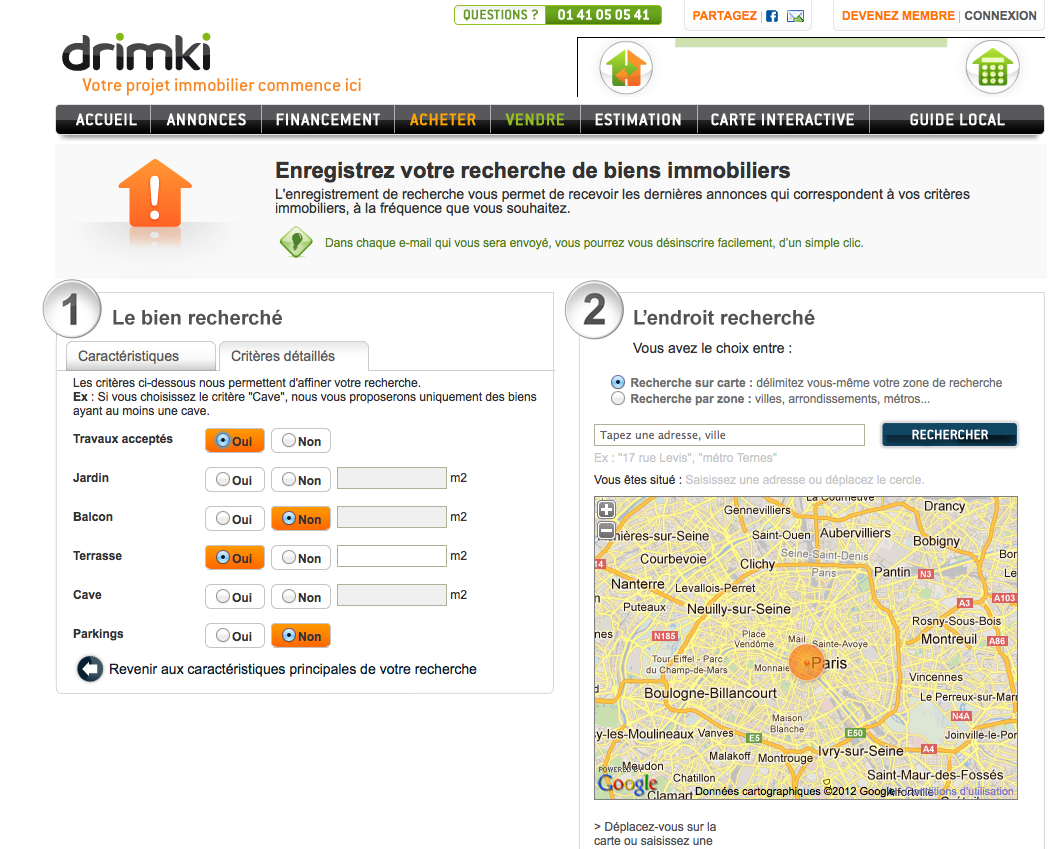 QUESTIONS ? 01 41 05 05 41
PARTAGEZ
DEVENEZ MEMBRE | CONNEXION
drimki
Votre projet immobilier commence ici
ACCUEIL ANNONCES FINANCEMENT ACHETER VENDRE ESTIMATION CARTE INTERACTIVE GUIDE LOCAL
Enregistrez votre recherche de biens immobiliers
L'enregistrement de recherche vous permet de recevoir les dernières annonces qui correspondent à vos critères
immobiliers, à la fréquence que vous souhaitez.
Dans chaque e-mail qui vous sera envoyé, vous pourrez vous désinscrire facilement, d'un simple clic.
1 Le bien recherché
Caractéristiques Critères détaillés
Les critères ci-dessous nous permettent d'affiner votre recherche.
Ex : Si vous choisissez le critère "Cave", nous vous proposerons uniquement des biens
ayant au moins une cave.
Travaux acceptés Oui Non
Jardin Oui Non m2
Balcon Oui Non m2
Terrasse Oui Non m2
Cave Oui Non m2
Parkings Oui Non
Revenir aux caractéristiques principales de votre recherche
2 L'endroit recherché
Vous avez le choix entre :
Recherche sur carte : délimitez vous-même votre zone de recherche
Recherche par zone : villes, arrondissements, métros...
Tapez une adresse, ville RECHERCHER
Ex : "17 rue Levis", "métro Ternes"
Vous êtes situé : Saisissez une adresse ou déplacez le cercle.
La Courneuve
Gennevilliers Drancy
nières-sur-Seine Saint-Ouen Aubervilliers
Bobigny
Courbevoie Clichy Seine-Saint-Denis Bor
14 Paris Pantin N3 Le
Nanterre Levallois-Perret
A3 A103
Puteaux Neuilly-sur-Seine
Rosny-Sous-Bois
nes N185 Place Vendôme Mail Sainte-Avoye Montreuil A86
Tour Eiffel - Parc du Champ-de-Mars Monnaie Paris
Vincennes
Boulogne-Billancourt Le Perreux-sur-Marn
Maison Blanche N4A
y-les-Moulineaux Vanves E5 E50 Joinville-le-Por
Malakoff Montrouge Ivry-sur-Seine A4
POWERED BY Meudon
Google Chatillon Saint-Maur-des-Fossés
Clamart Données cartographiques ©2012 Google - Conditions d'utilisation
Alfortville
> Déplacez-vous sur la
carte ou saisissez une